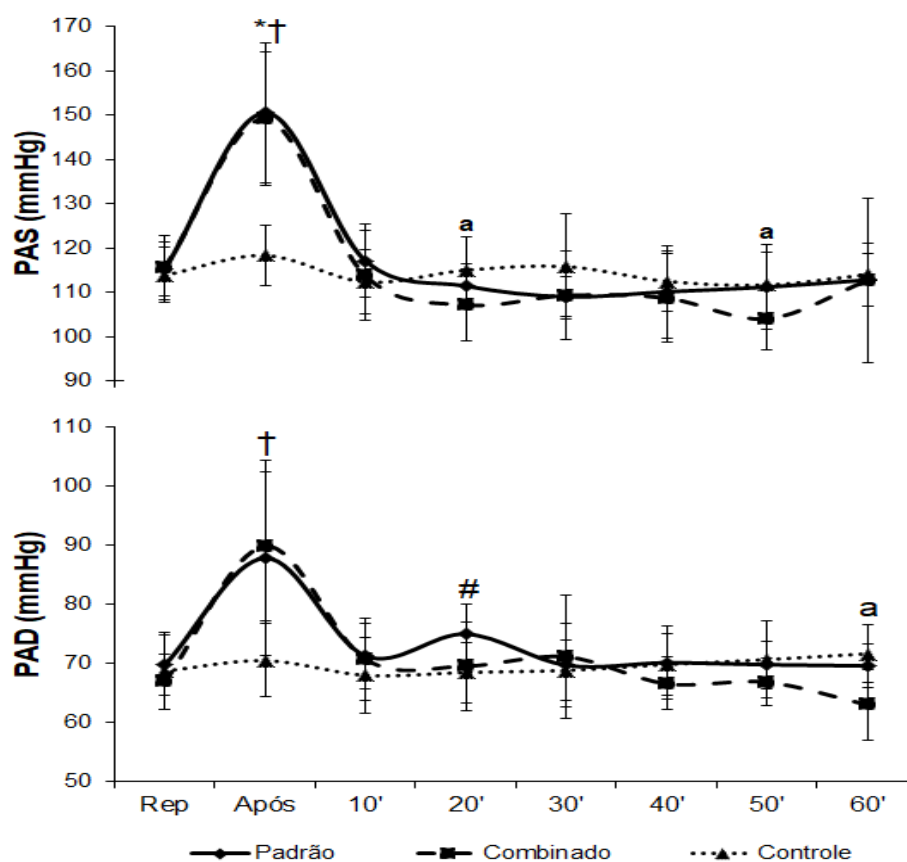 170
*†
160
150
140
130
120
a
a
110
100
90
PAS (mmHg)
110
†
100
90
80
#
a
70
60
50
PAD (mmHg)
Rep Após 10' 20' 30' 40' 50' 60'
Padrão Combinado Controle